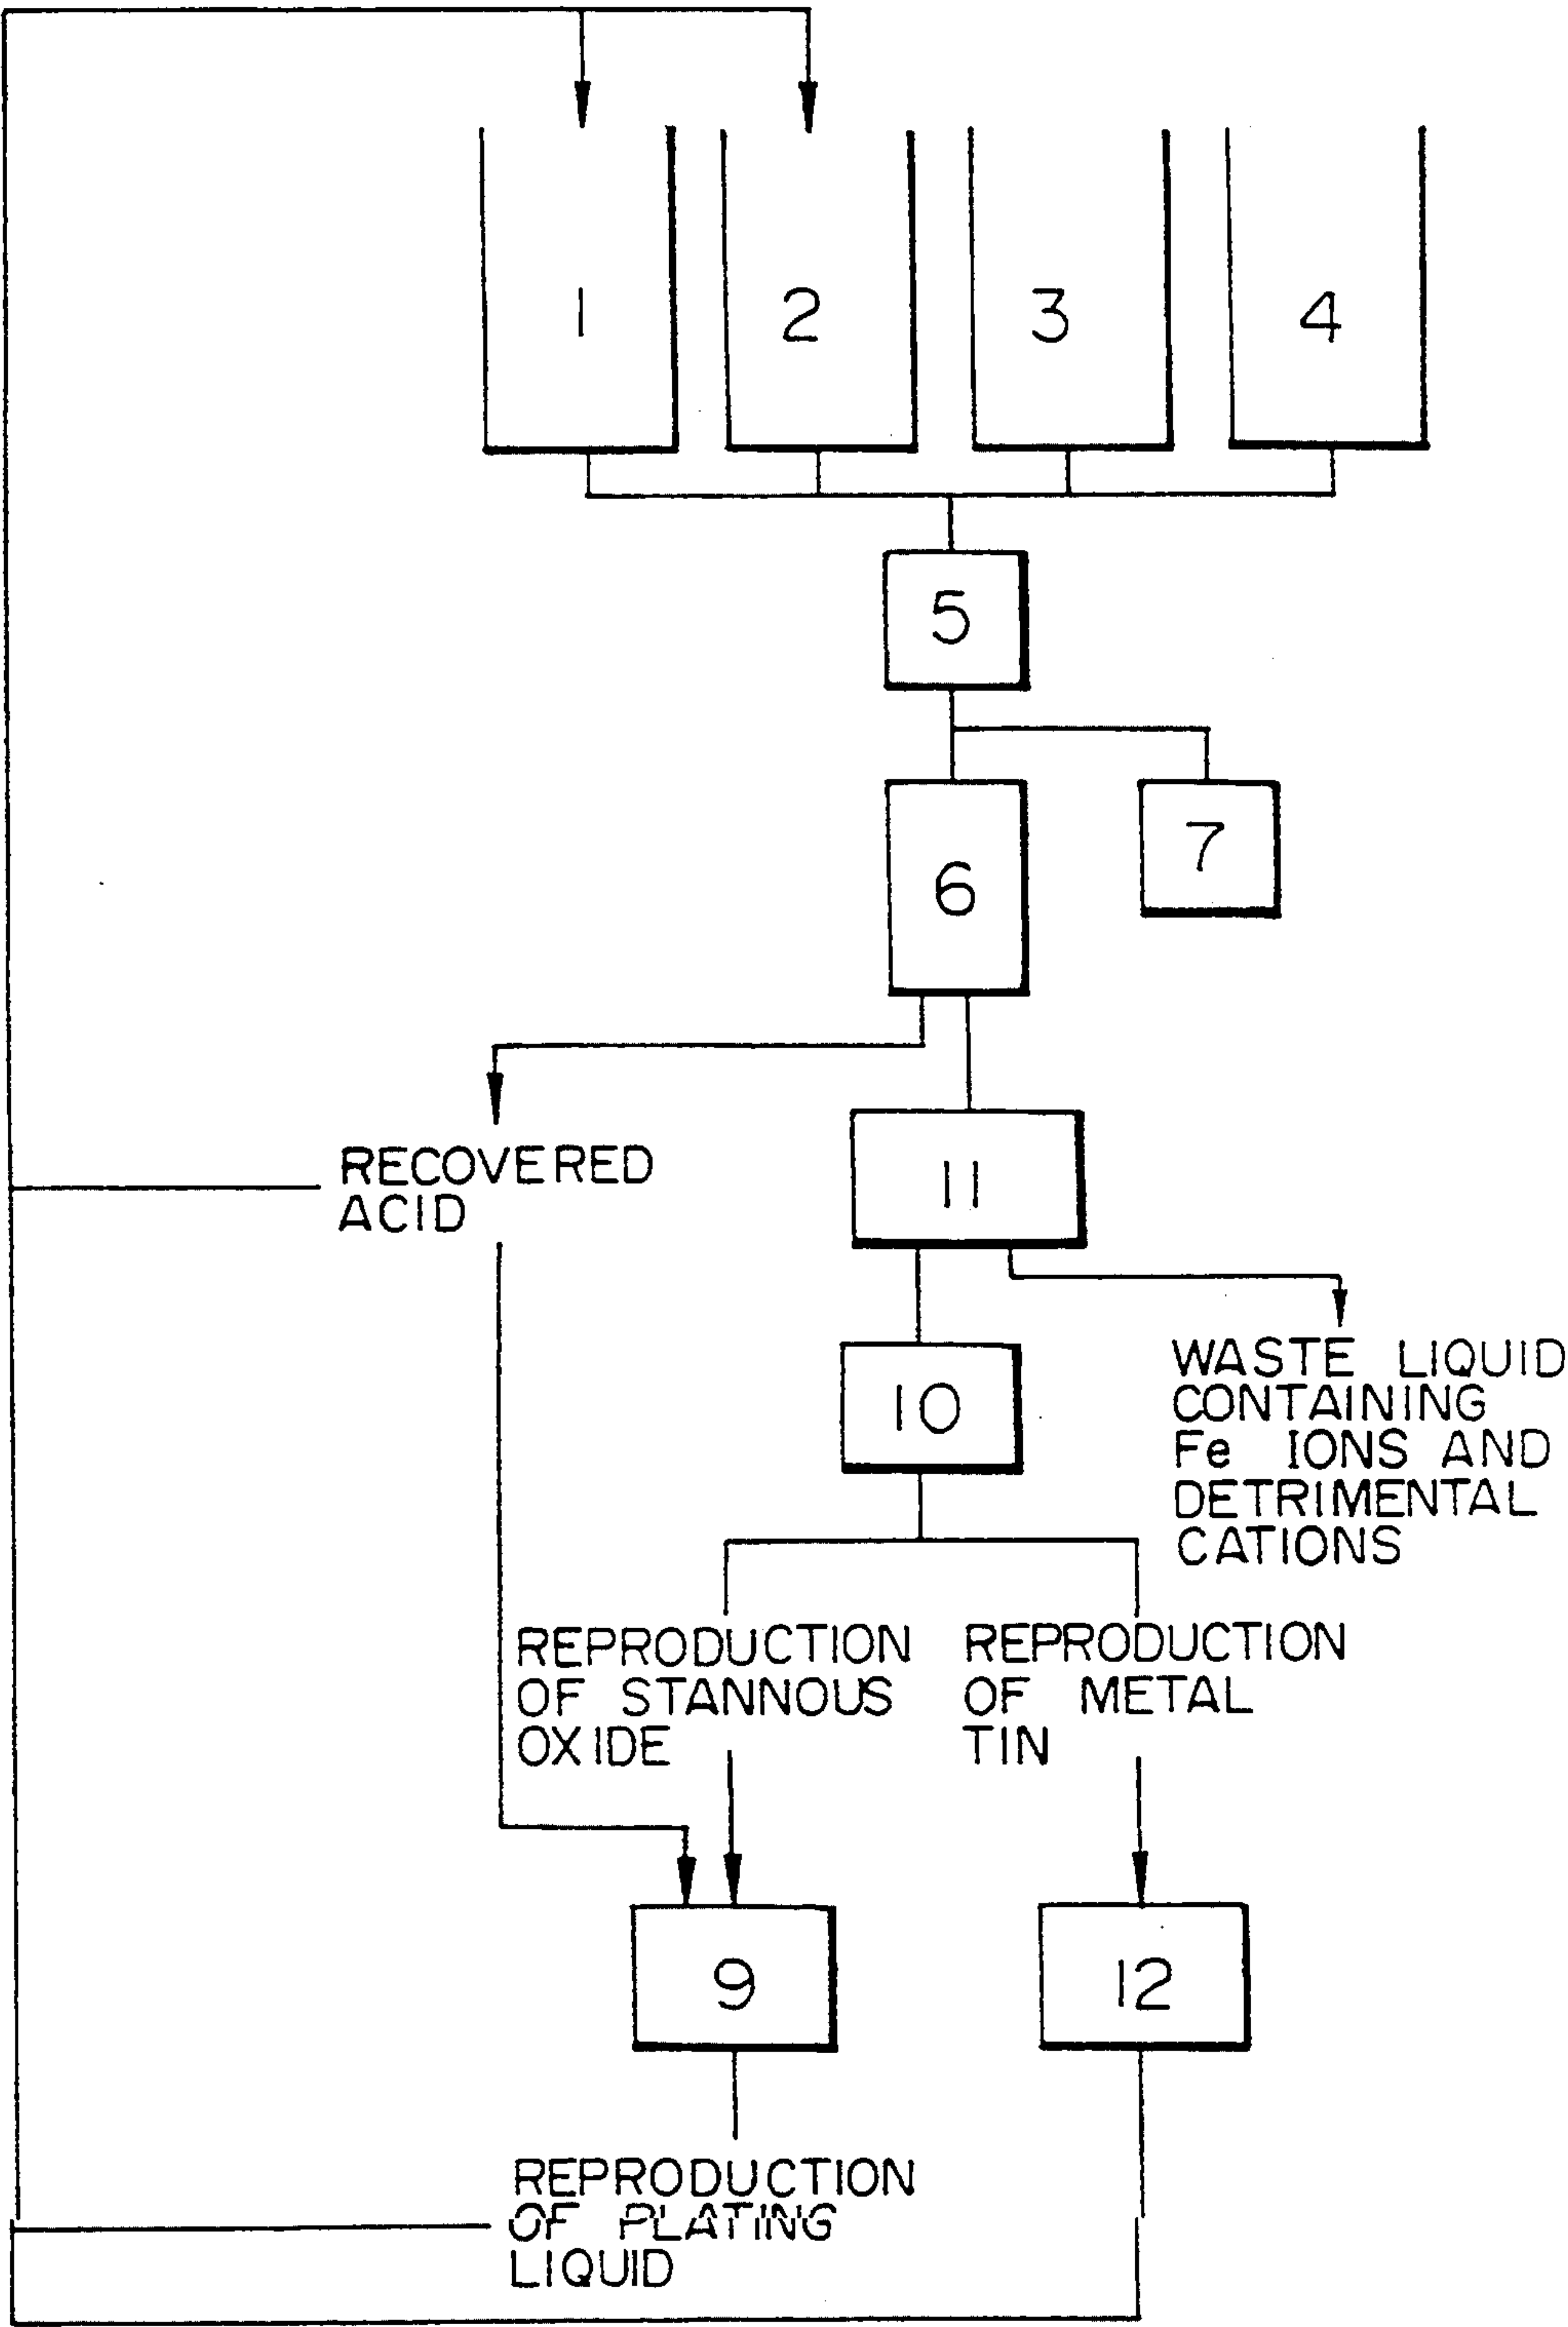 1
2
3
4
5
6
7
RECOVERED
ACID
11
10
WASTE LIQUID
CONTAINING
Fe IONS AND
DETRIMENTAL
CATIONS
REPRODUCTION
OF STANNOUS
OXIDE
REPRODUCTION
OF METAL
TIN
9
12
REPRODUCTION
OF PLATING
LIQUID